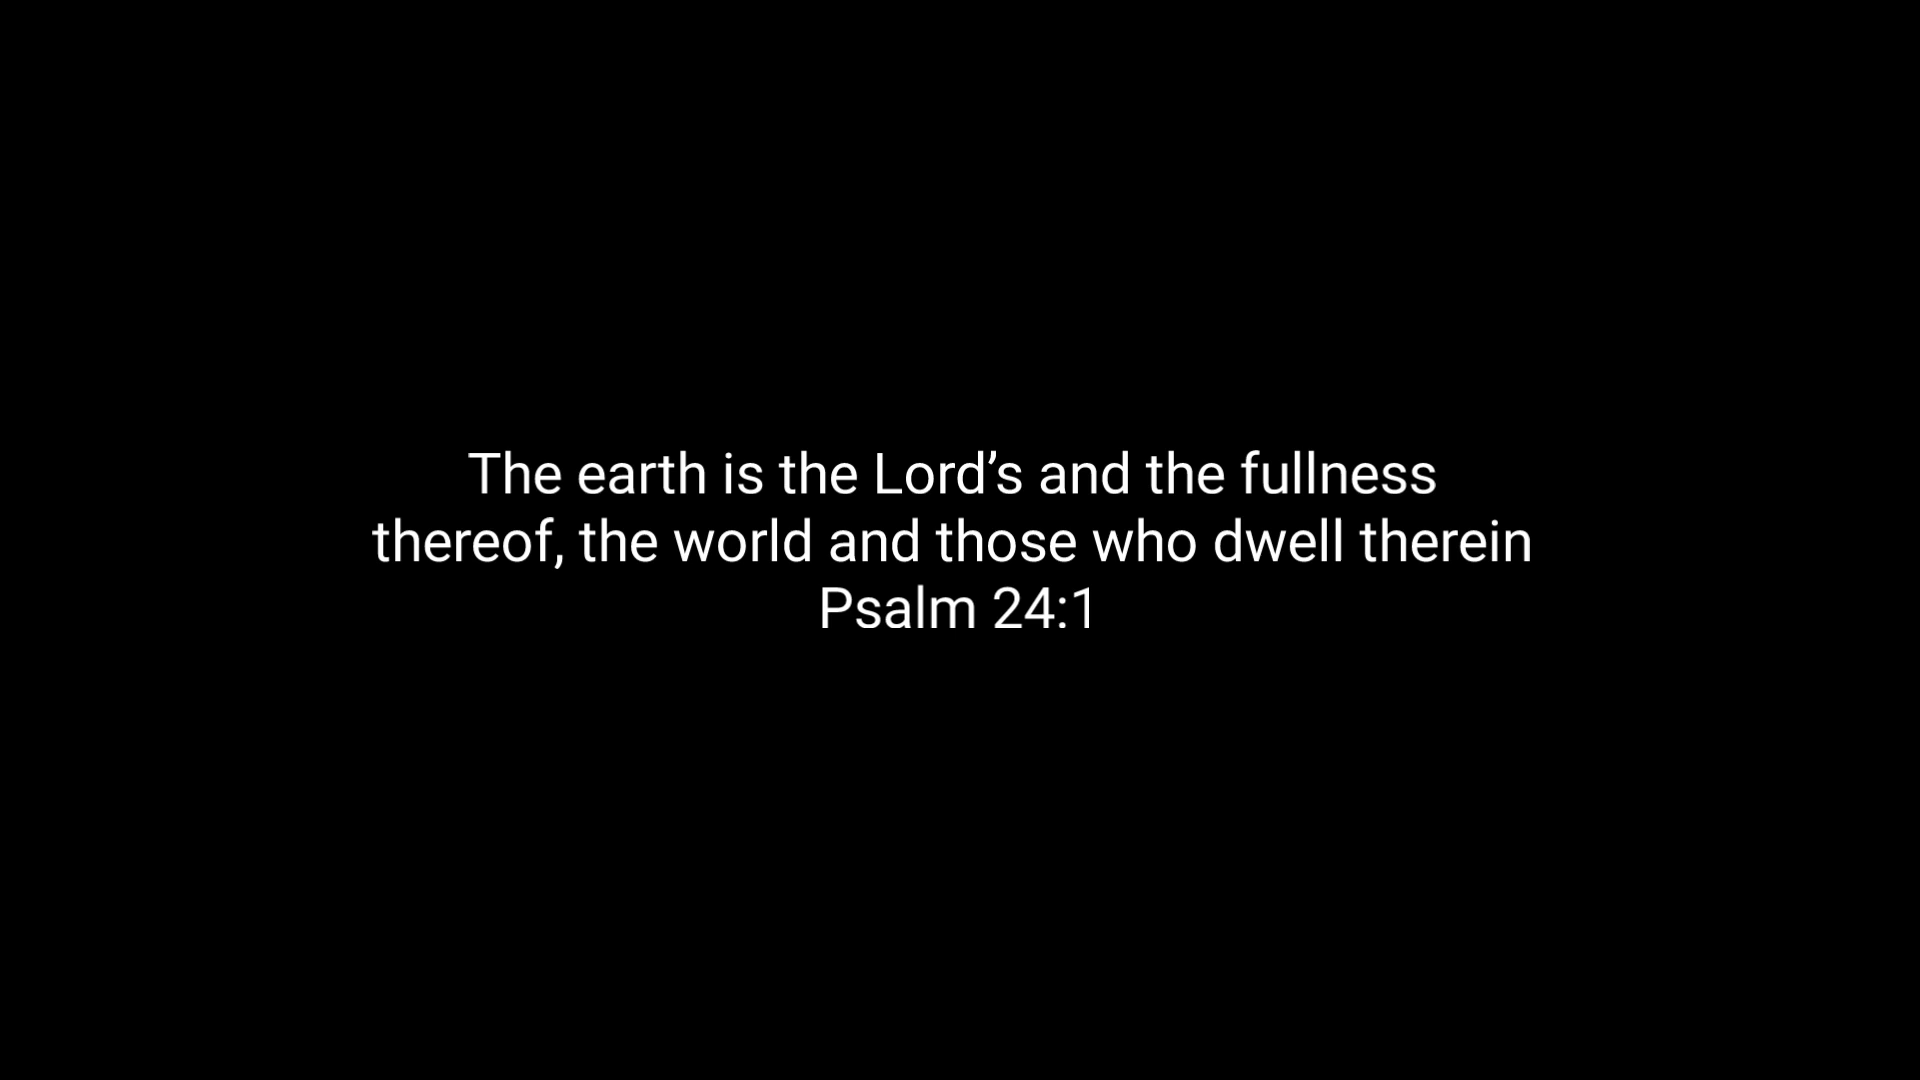 The earth is the Lord’s and the fullness
thereof, the world and those who dwell therein
Psalm 24:1